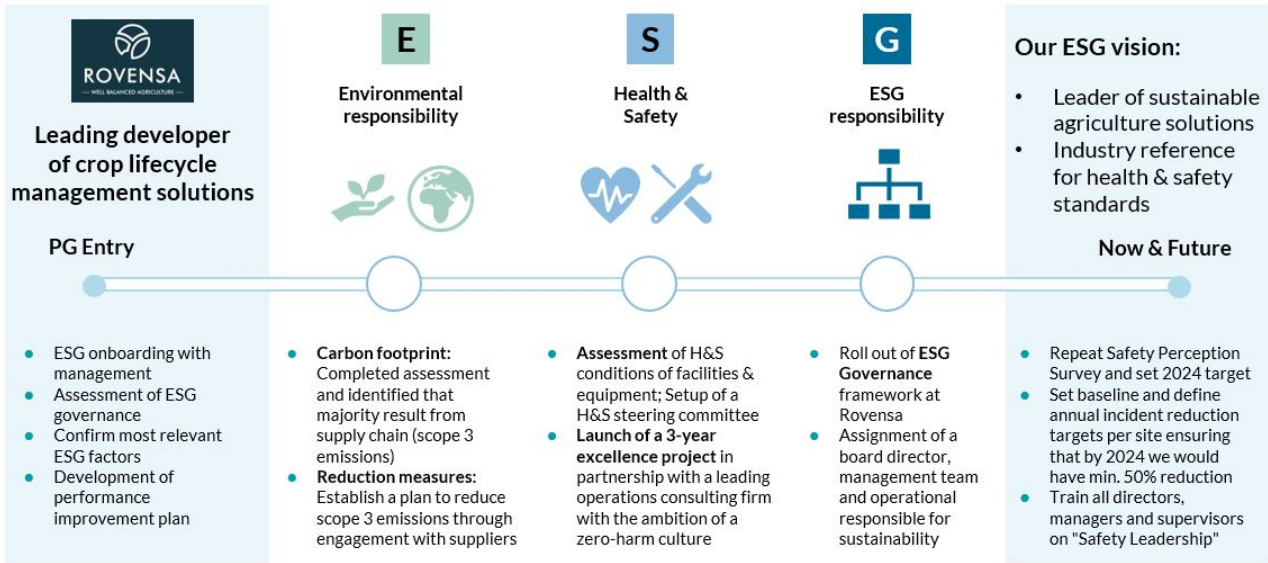 ROVENSA
WELL BALANCED AGRICULTURE
Leading developer
of crop lifecycle
management solutions
PG Entry
● ESG onboarding with
management
● Assessment of ESG
governance
● Confirm most relevant
ESG factors
● Development of
performance
improvement plan
E
Environmental
responsibility
● Carbon footprint:
Completed assessment
and identified that
majority result from
supply chain (scope 3
emissions)
● Reduction measures:
Establish a plan to reduce
scope 3 emissions through
engagement with suppliers
S
Health &
Safety
● Assessment of H&S
conditions of facilities &
equipment; Setup of a
H&S steering committee
● Launch of a 3-year
excellence project in
partnership with a leading
operations consulting firm
with the ambition of a
zero-harm culture
G
ESG
responsibility
● Roll out of ESG
Governance
framework at
Rovensa
● Assignment of a
board director,
management team
and operational
responsible for
sustainability
Our ESG vision:
• Leader of sustainable
agriculture solutions
• Industry reference
for health & safety
standards
Now & Future
● Repeat Safety Perception
Survey and set 2024 target
● Set baseline and define
annual incident reduction
targets per site ensuring
that by 2024 we would
have min. 50% reduction
● Train all directors,
managers and supervisors
on "Safety Leadership"